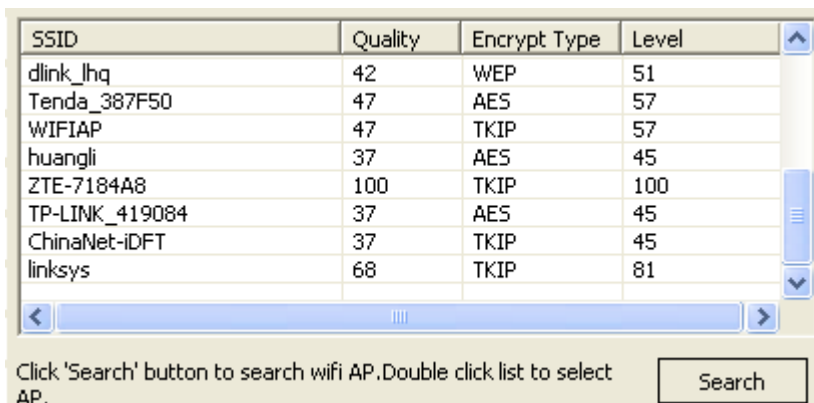 SSID Quality Encrypt Type Level
dlink_lhq 42 WEP 51
Tenda_387F50 47 AES 57
WIFIAP 47 TKIP 57
huangli 37 AES 45
ZTE-7184A8 100 TKIP 100
TP-LINK_419084 37 AES 45
ChinaNet-iDFT 37 TKIP 45
linksys 68 TKIP 81
Click 'Search' button to search wifi AP.Double click list to select
AP.
Search